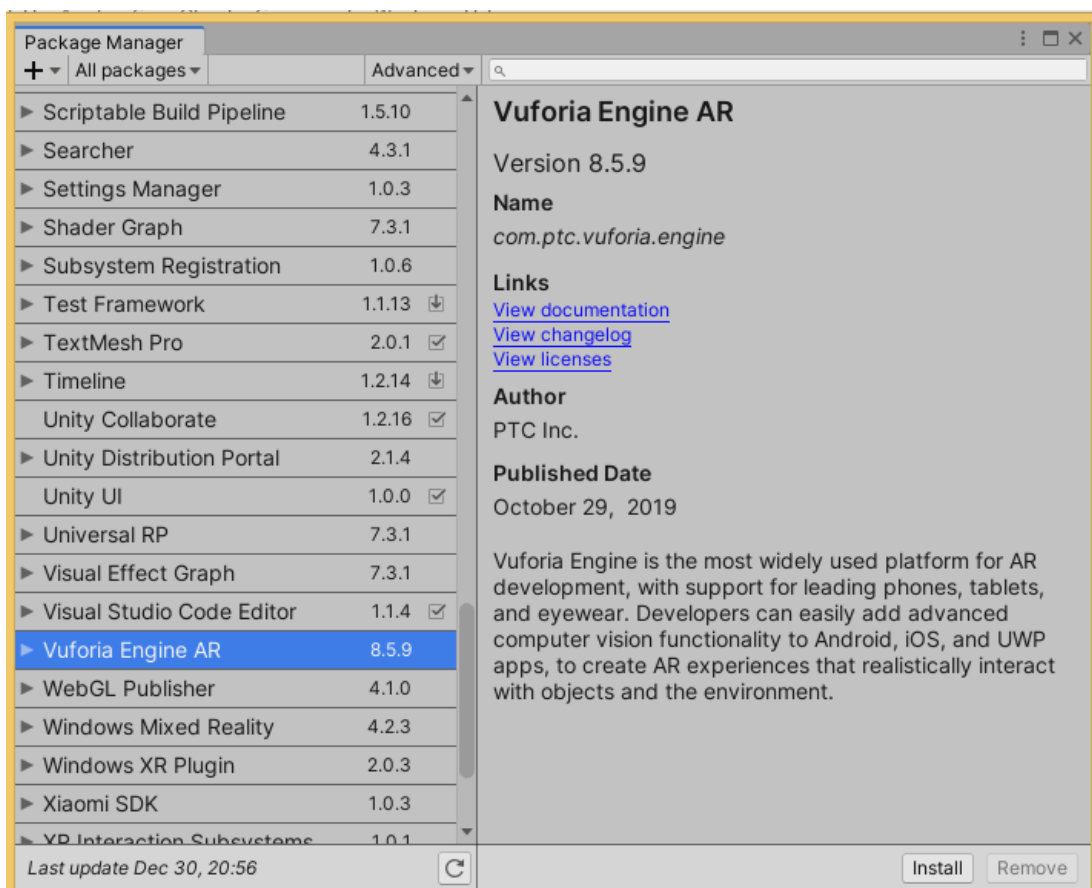 Package Manager
+ All packages Advanced
Scriptable Build Pipeline 1.5.10
Searcher 4.3.1
Settings Manager 1.0.3
Shader Graph 7.3.1
Subsystem Registration 1.0.6
Test Framework 1.1.13
TextMesh Pro 2.0.1
Timeline 1.2.14
Unity Collaborate 1.2.16
Unity Distribution Portal 2.1.4
Unity UI 1.0.0
Universal RP 7.3.1
Visual Effect Graph 7.3.1
Visual Studio Code Editor 1.1.4
Vuforia Engine AR 8.5.9
WebGL Publisher 4.1.0
Windows Mixed Reality 4.2.3
Windows XR Plugin 2.0.3
Xiaomi SDK 1.0.3
XR Interaction Subsystems 1.0.1
Last update Dec 30, 20:56
Vuforia Engine AR
Version 8.5.9
Name
com.ptc.vuforia.engine
Links
View documentation
View changelog
View licenses
Author
PTC Inc.
Published Date
October 29, 2019
Vuforia Engine is the most widely used platform for AR
development, with support for leading phones, tablets,
and eyewear. Developers can easily add advanced
computer vision functionality to Android, iOS, and UWP
apps, to create AR experiences that realistically interact
with objects and the environment.
Install Remove